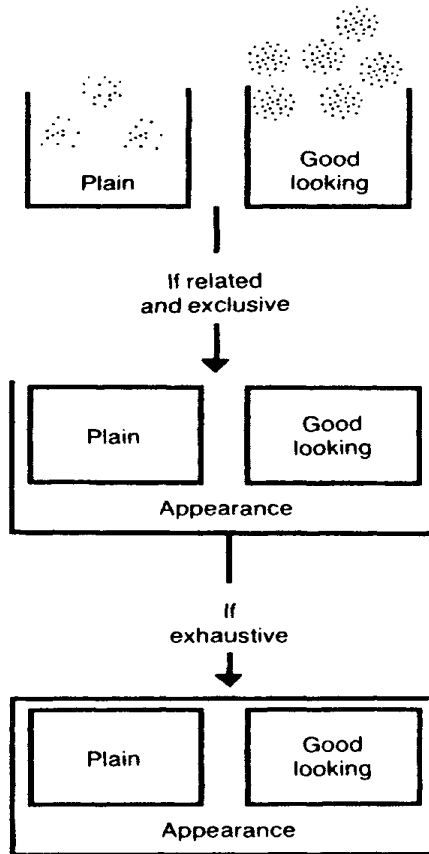 Plain
Good
looking
If related
and exclusive
Plain
Good
looking
Appearance
If
exhaustive
Plain
Good
looking
Appearance